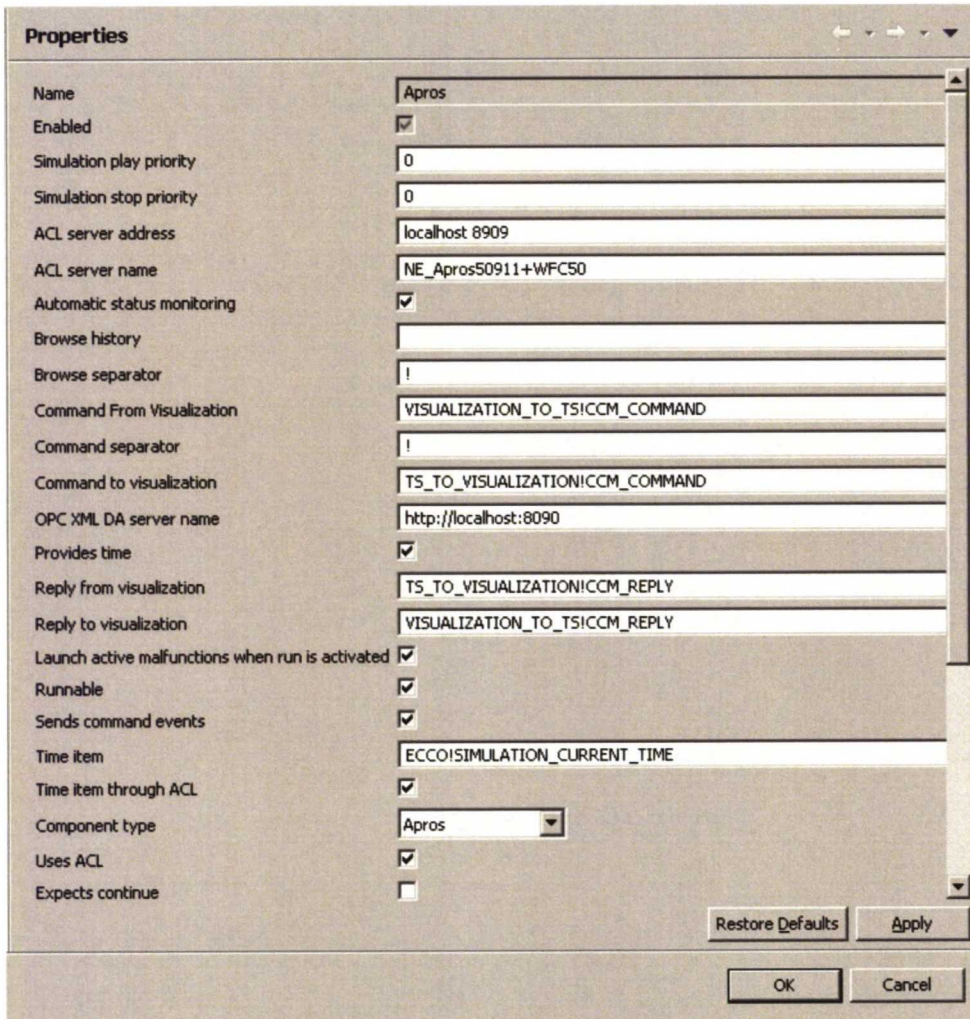 Properties
Name Apros
Enabled
Simulation play priority 0
Simulation stop priority 0
ACL server address localhost 8909
ACL server name NE_Apros50911+WFC50
Automatic status monitoring
Browse history
Browse separator !
Command From Visualization VISUALIZATION_TO_TS!CCM_COMMAND
Command separator !
Command to visualization TS_TO_VISUALIZATION!CCM_COMMAND
OPC XML DA server name http://localhost:8090
Provides time
Reply from visualization TS_TO_VISUALIZATION!CCM_REPLY
Reply to visualization VISUALIZATION_TO_TS!CCM_REPLY
Launch active malfunctions when run is activated
Runnable
Sends command events
Time item ECCO!SIMULATION_CURRENT_TIME
Time item through ACL
Component type Apros
Uses ACL
Expects continue
Restore Defaults Apply
OK Cancel